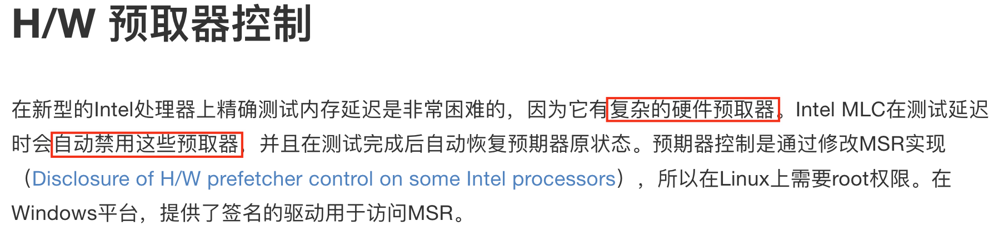 H/W 预取器控制
在新型的Intel处理器上精确测试内存延迟是非常困难的，因为它有复杂的硬件预取器。Intel MLC在测试延迟
时会自动禁用这些预取器，并且在测试完成后自动恢复预期器原状态。预期器控制是通过修改MSR实现
（Disclosure of H/W prefetcher control on some Intel processors），所以在Linux上需要root权限。在
Windows平台，提供了签名的驱动用于访问MSR。